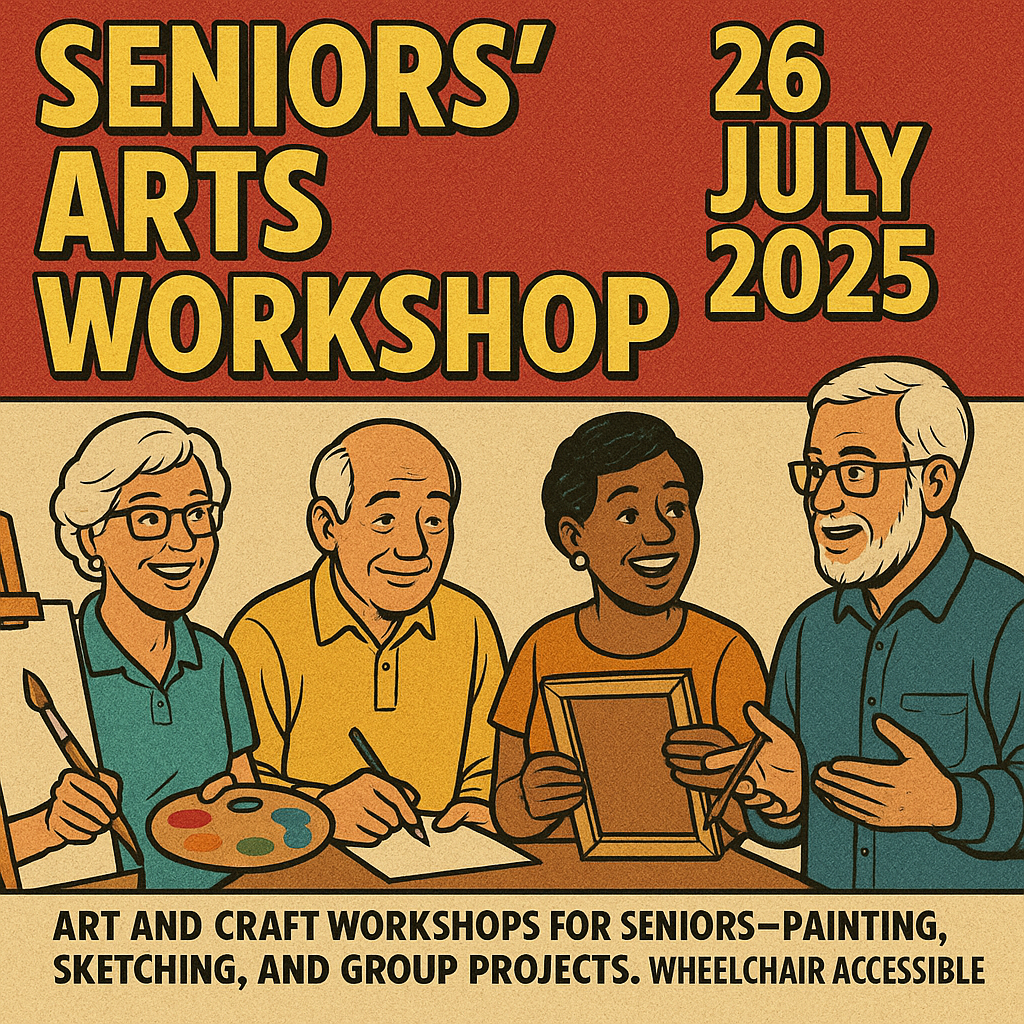 SENIORS'
ARTS
WORKSHOP
26
JULY
2025
ART AND CRAFT WORKSHOPS FOR SENIORS–PAINTING,
SKETCHING, AND GROUP PROJECTS. WHEELCHAIR ACCESSIBLE